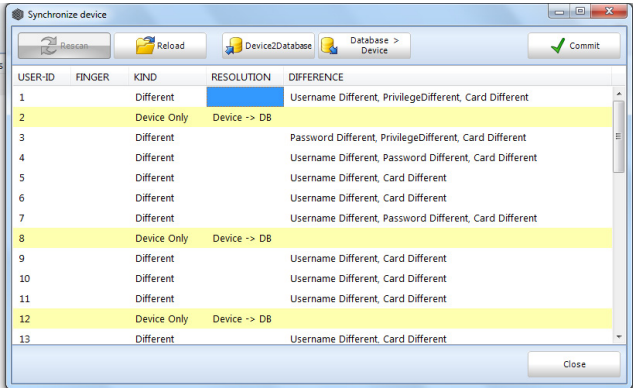 Synchronize device
Rescan Reload Device2Database Database > Device Commit
USER-ID FINGER KIND RESOLUTION DIFFERENCE
1 Different Username Different, PrivilegeDifferent, Card Different
2 Device Only Device -> DB
3 Different Password Different, PrivilegeDifferent, Card Different
4 Different Username Different, Password Different, Card Different
5 Different Username Different, Card Different
6 Different Username Different, Card Different
7 Different Username Different, Password Different, Card Different
8 Device Only Device -> DB
9 Different Username Different, Card Different
10 Different Username Different, Card Different
11 Different Username Different, Card Different
12 Device Only Device -> DB
13 Different Username Different, Card Different
Close